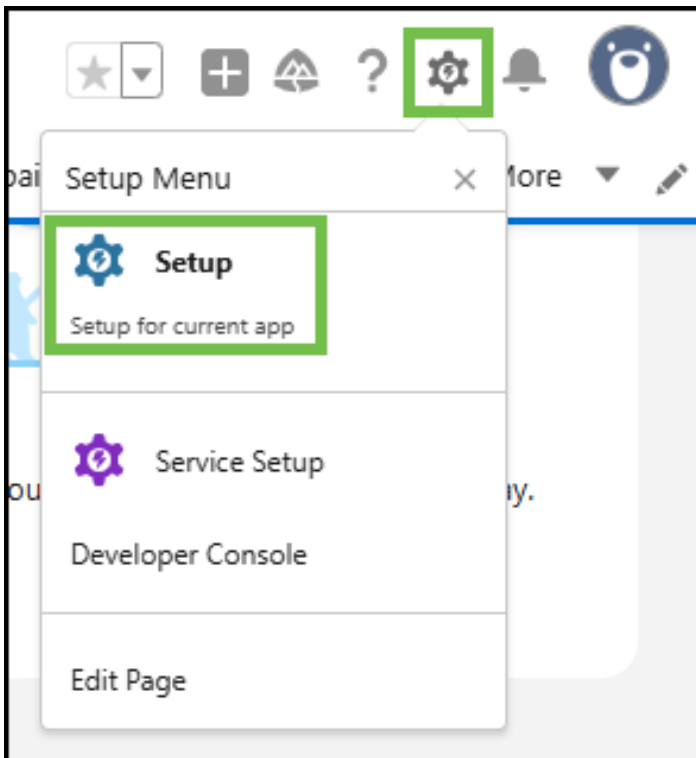 Setup Menu
More
Setup
Setup for current app
Service Setup
Developer Console
Edit Page